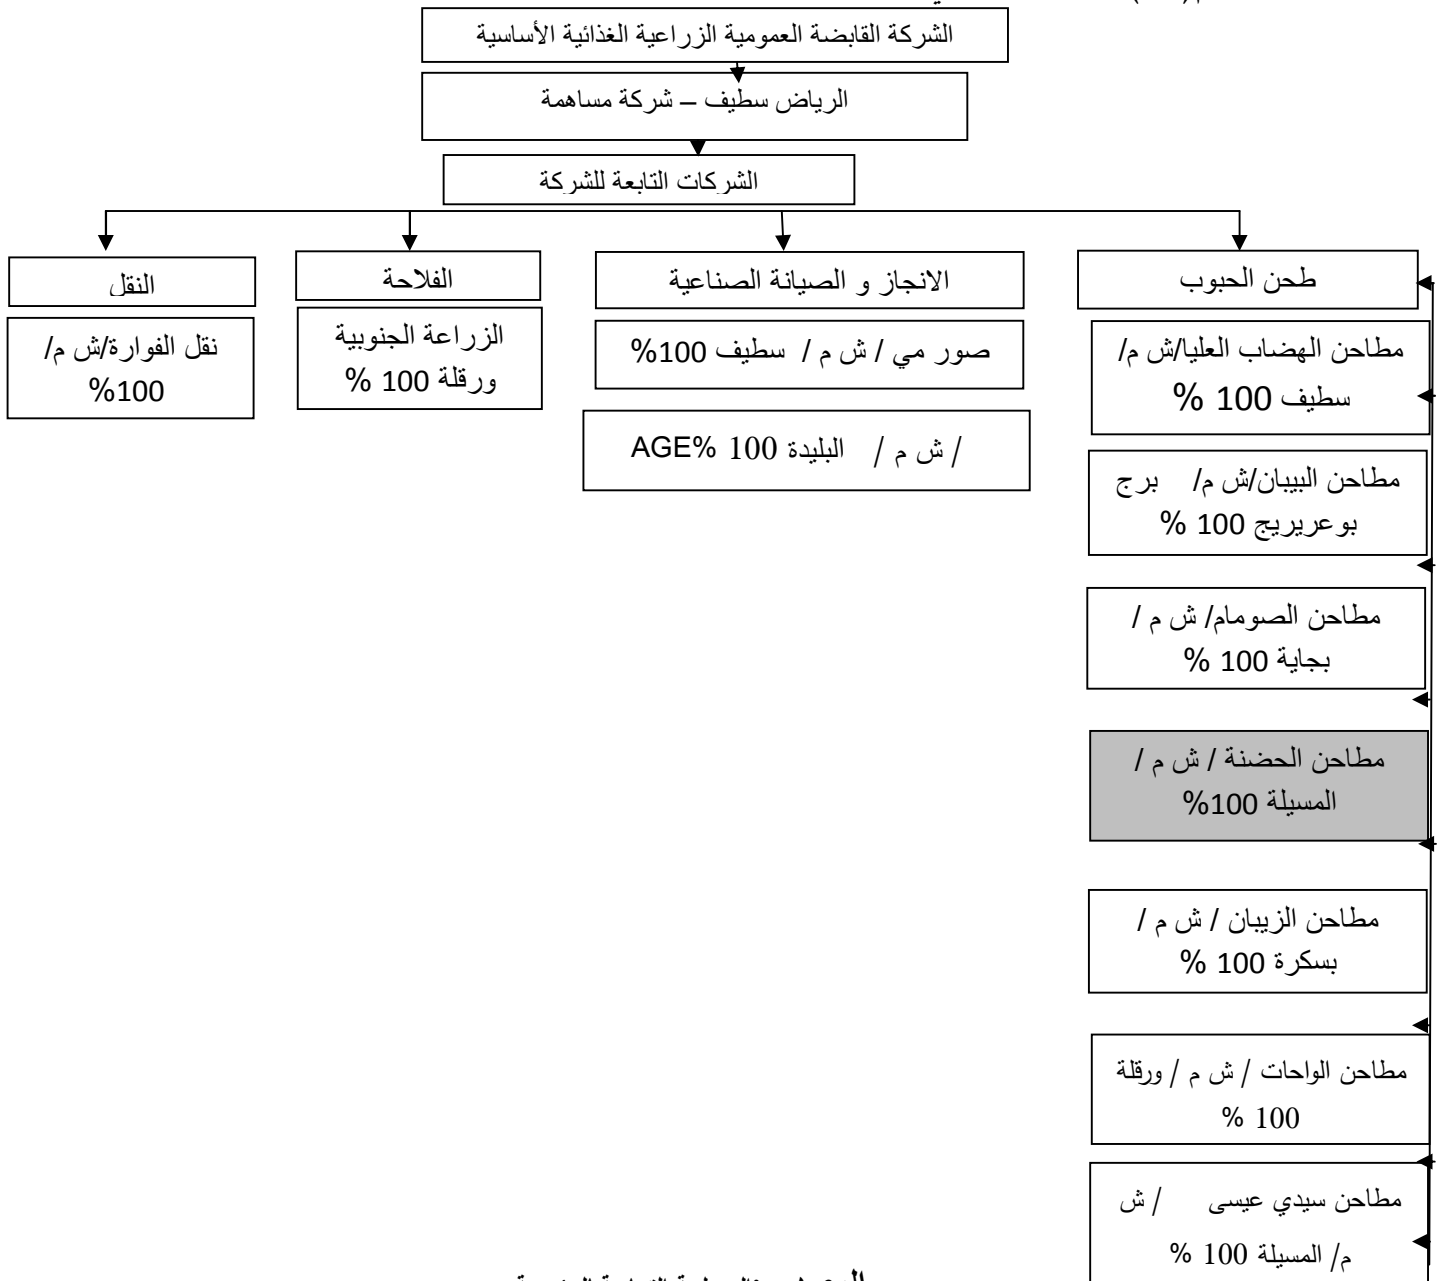 الشركة القابضة العمومية الزراعية الغذائية الأساسية
الرياض سطيف – شركة مساهمة
الشركات التابعة للشركة
طحن الحبوب
الانجاز و الصيانة الصناعية
الفلاحة
النقل
مطاحن الهضاب العليا/ش م/
سطيف 100 %
صور مي / ش م / سطيف 100%
الزراعة الجنوبية
ورقلة 100 %
نقل الفوارة/ش م/
100%
/ ش م / البليدة 100 %AGE
مطاحن البيبان/ش م/ برج
بوعريريج 100 %
مطاحن الصومام/ ش م /
بجاية 100 %
مطاحن الحضنة / ش م /
المسيلة 100%
مطاحن الزيبان / ش م /
بسكرة 100 %
مطاحن الواحات / ش م / ورقلة
100 %
مطاحن سيدي عيسى / ش
م/ المسيلة 100 %